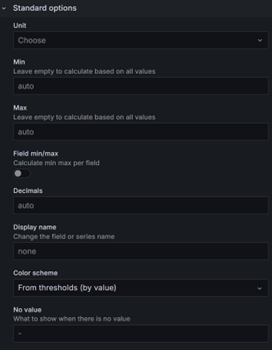 Standard options
Unit
Choose
Min
Leave empty to calculate based on all values
auto
Max
Leave empty to calculate based on all values
auto
Field min/max
Calculate min max per field
Decimals
auto
Display name
Change the field or series name
none
Color scheme
From thresholds (by value)
No value
What to show when there is no value
-